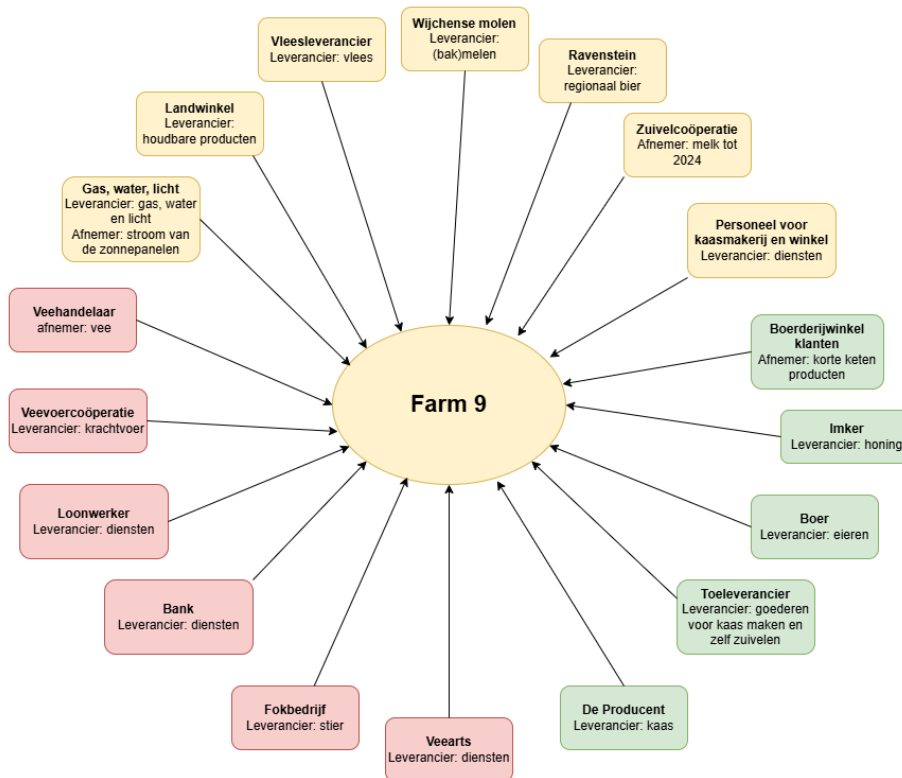 Wijchense molen
Leverancier:
(bak)melen
Vleesleverancier
Leverancier: vlees
Ravenstein
Leverancier:
regionaal bier
Landwinkel
Leverancier:
houdbare producten
Zuivelcoöperatie
Afnemer: melk tot
2024
Gas, water, licht
Leverancier: gas, water
en licht
Afnemer: stroom van
de zonnepanelen
Personeel voor
kaasmakerij en winkel
Leverancier: diensten
Veehandelaar
afnemer: vee
Boerderijwinkel
klanten
Afnemer: korte keten
producten
Farm 9
Veevoercoöperatie
Leverancier: krachtvoer
Imker
Leverancier: honing
Loonwerker
Leverancier: diensten
Boer
Leverancier: eieren
Bank
Leverancier: diensten
Toeleverancier
Leverancier: goederen
voor kaas maken en
zelf zuivelen
Fokbedrijf
Leverancier: stier
De Producent
Leverancier: kaas
Veearts
Leverancier: diensten